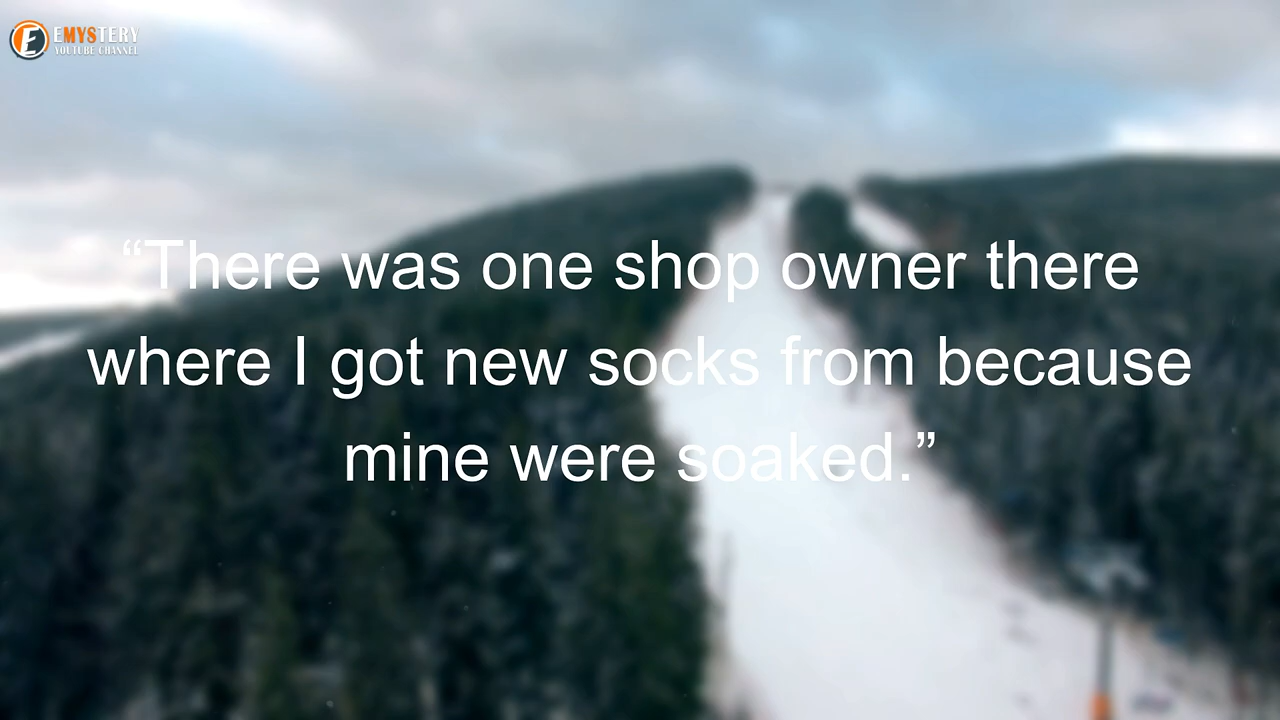 EMYSTERY
YOUTUBE CHANNEL
“There was one shop owner there
where I got new socks from because
mine were soaked.”